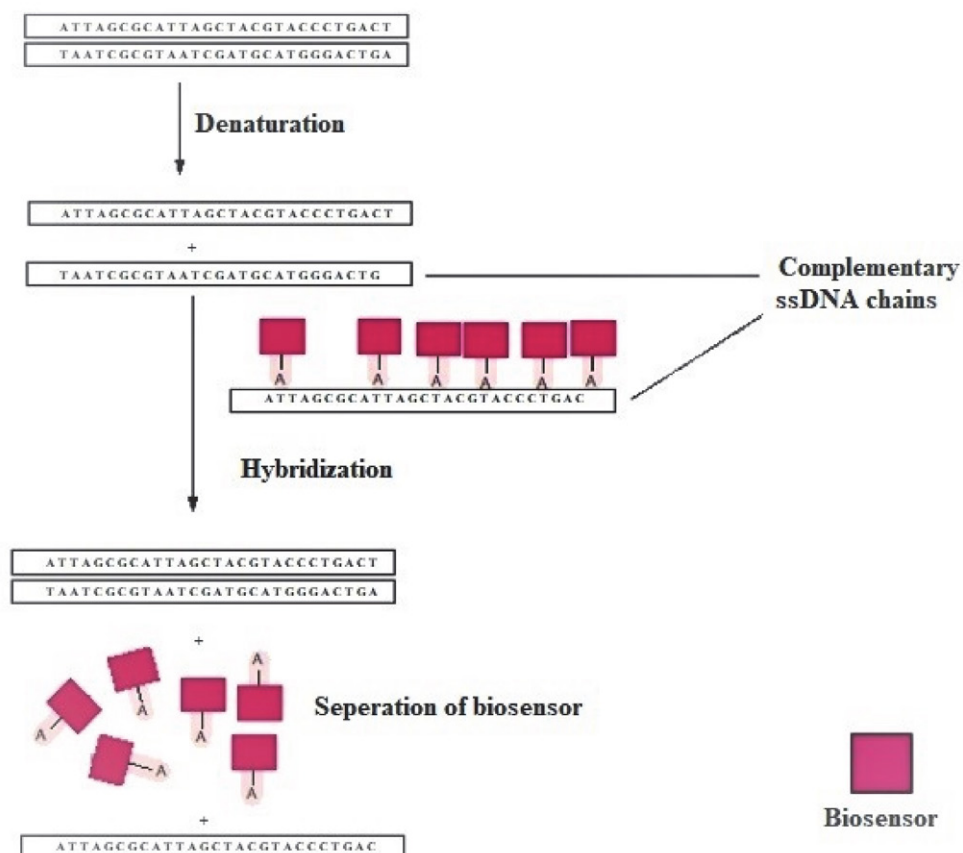 ATTAGCGCATTAGCTACGTACCCTGACT
TAATCGCGTAATCGATGCATGGGACTGA
Denaturation
ATTAGCGCATTAGCTACGTACCCTGACT
+
TAATCGCGTAATCGATGCATGGGACTG
Complementary
ssDNA chains
A A A A A A
ATTAGCGCATTAGCTACGTACCCTGAC
Hybridization
ATTAGCGCATTAGCTACGTACCCTGACT
TAATCGCGTAATCGATGCATGGGACTGA
+
A
A
A
A
A
A
Seperation of biosensor
Biosensor
+
ATTAGCGCATTAGCTACGTACCCTGAC